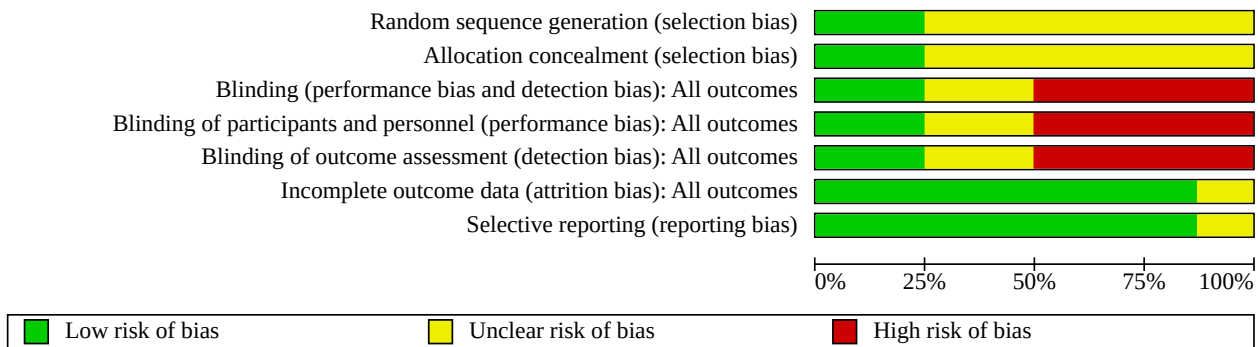 Random sequence generation (selection bias)
Allocation concealment (selection bias)
Blinding (performance bias and detection bias): All outcomes
Blinding of participants and personnel (performance bias): All outcomes
Blinding of outcome assessment (detection bias): All outcomes
Incomplete outcome data (attrition bias): All outcomes
Selective reporting (reporting bias)
0% 25% 50% 75% 100%
Low risk of bias Unclear risk of bias High risk of bias